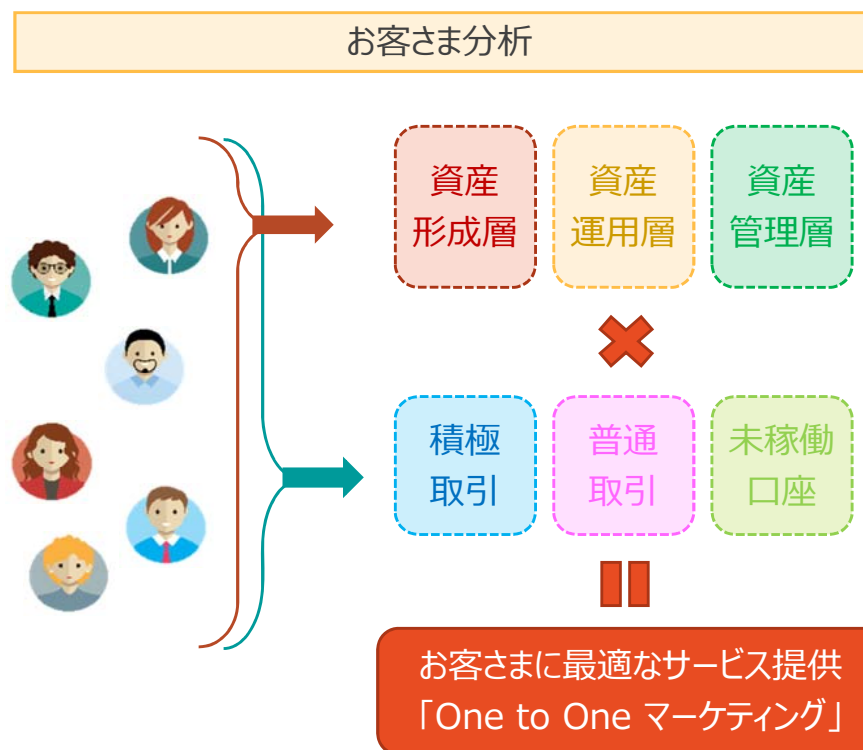 お客さま分析
資産
形成層
資産
運用層
資産
管理層
積極
取引
普通
取引
未稼働
口座
お客さまに最適なサービス提供
「One to One マーケティング」